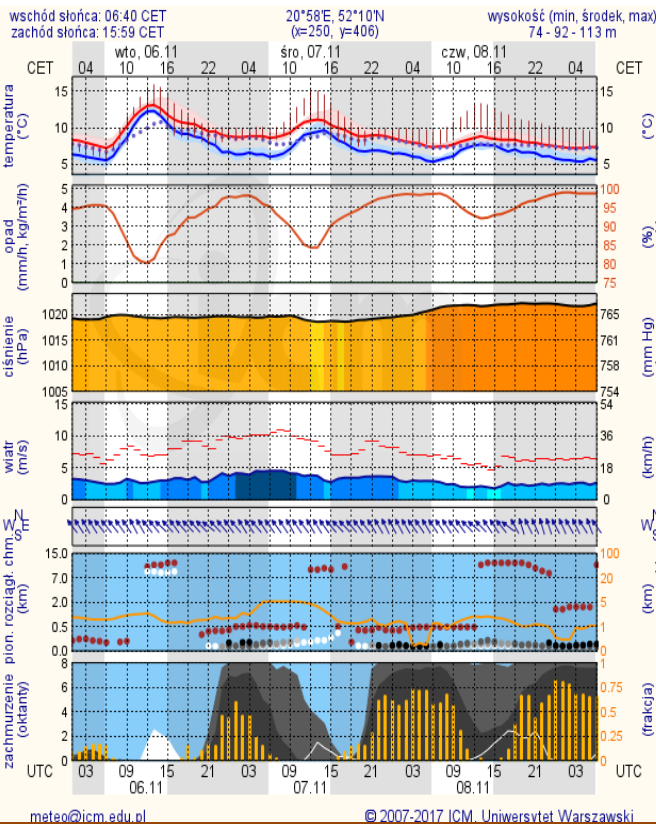 wschód słońca: 06:40 CET 20°58'E, 52°10'N wysokość (min, środek, max)
zachód słońca: 15:59 CET (x=250, y=406) 74 - 92 - 113 m
wto, 06.11 śro, 07.11 czw, 08.11
CET 04 10 16 22 04 10 16 22 04 10 16 22 04 CET
temperatura (°C)
15 15
10 10
5 5
(°C)
opad (mm/h, kg/m²/h)
5 100
4 95
3 90
2 85
1 80
0 75
(%)
ciśnienie (hPa)
1020 765
1015 761
1010 758
1005 754
(mm Hg)
wiatr (m/s)
15 54
10 36
5 18
0 0
(km/h)
N
W E
S
N
W
S
pion. rozciągł. chm. (km)
15.0 100
7.0 20
2.0 5
0.5 1
0.0 0
(km)
zachmurzenie (oktanty)
8 1
6 0.75
4 0.5
2 0.25
0 0
(frakcja)
UTC 03 09 15 21 03 09 15 21 03 09 15 21 03 UTC
06.11 07.11 08.11
meteo@icm.edu.pl © 2007-2017 ICM, Uniwersytet Warszawski